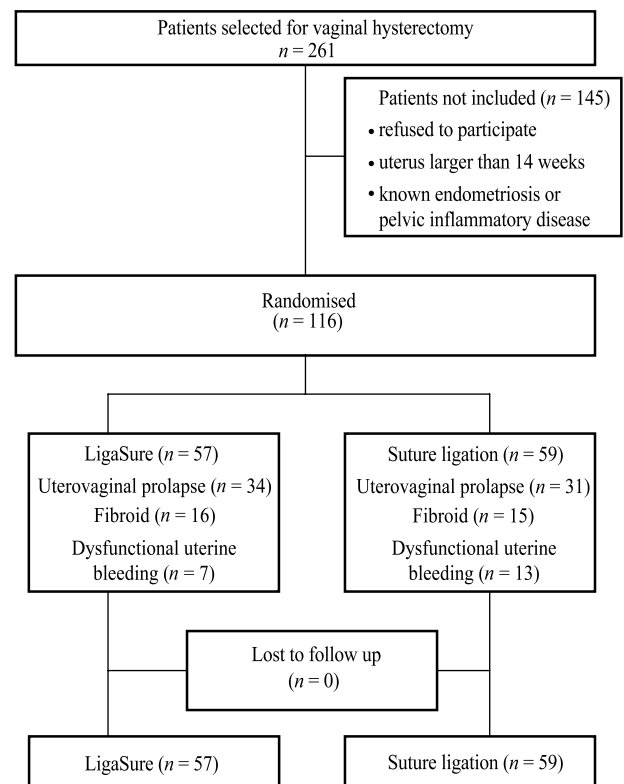 Patients selected for vaginal hysterectomy
n = 261
Patients not included (n = 145)
• refused to participate
• uterus larger than 14 weeks
• known endometriosis or
pelvic inflammatory disease
Randomised
(n = 116)
LigaSure (n = 57)
Uterovaginal prolapse (n = 34)
Fibroid (n = 16)
Dysfunctional uterine
bleeding (n = 7)
Suture ligation (n = 59)
Uterovaginal prolapse (n = 31)
Fibroid (n = 15)
Dysfunctional uterine
bleeding (n = 13)
Lost to follow up
(n = 0)
LigaSure (n = 57)
Suture ligation (n = 59)